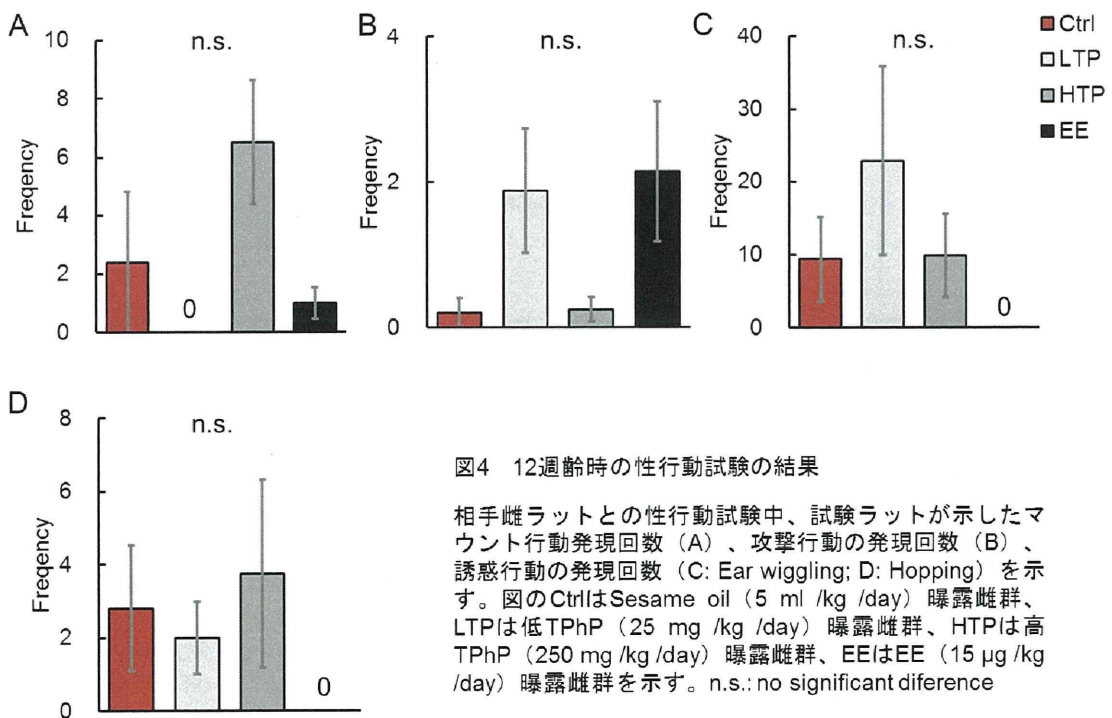 A
n.s.
Freqency
10
8
6
4
2
0
0
B
n.s.
Freqency
4
2
0
C
n.s.
Freqency
40
30
20
10
0
0
Ctrl
LTP
HTP
EE
D
n.s.
Freqency
8
6
4
2
0
0
図4 12週齢時の性行動試験の結果
相手雌ラットとの性行動試験中、試験ラットが示したマ
ウント行動発現回数（A）、攻撃行動の発現回数（B）、
誘惑行動の発現回数（C: Ear wiggling; D: Hopping）を示
す。図のCtrlはSesame oil（5 ml /kg /day）曝露雌群、
LTPは低TPhP（25 mg /kg /day）曝露雌群、HTPは高
TPhP（250 mg /kg /day）曝露雌群、EEはEE（15 µg /kg
/day）曝露雌群を示す。n.s.: no significant diference